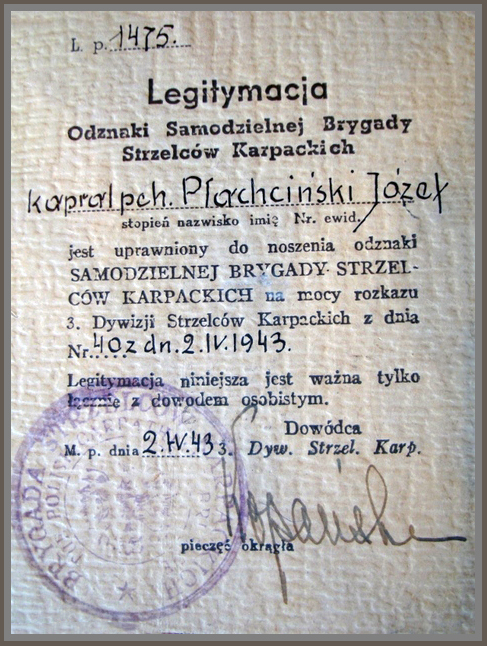 L. p. 1475.
Legitymacja
Odznaki Samodzielnej Brygady
Strzelców Karpackich
kapral pch. Płachciński Józef
stopień nazwisko imię Nr. ewid.
jest uprawniony do noszenia odznaki
SAMODZIELNEJ BRYGADY STRZEL-
CÓW KARPACKICH na mocy rozkazu
3. Dywizji Strzelców Karpackich z dnia
Nr. 40 z dn. 2.IV.1943.
Legitymacja niniejsza jest ważna tylko
łącznie z dowodem osobistym.
Dowódca
M. p. dnia 2.IV.43 3. Dyw. Strzel. Karp.
pieczęć okrągła
BRYGADA